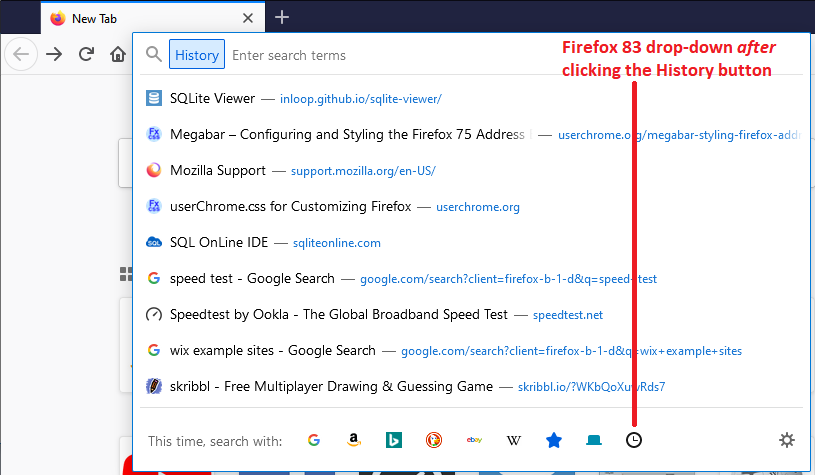 New Tab
Firefox 83 drop-down after
clicking the History button
History Enter search terms
SQLite Viewer — inloop.github.io/sqlite-viewer/
Megabar – Configuring and Styling the Firefox 75 Address — userchrome.org/megabar-styling-firefox-addr
Mozilla Support — support.mozilla.org/en-US/
userChrome.css for Customizing Firefox — userchrome.org
SQL OnLine IDE — sqliteonline.com
speed test - Google Search — google.com/search?client=firefox-b-1-d&q=speed+test
Speedtest by Ookla - The Global Broadband Speed Test — speedtest.net
wix example sites - Google Search — google.com/search?client=firefox-b-1-d&q=wix+example+sites
skribbl - Free Multiplayer Drawing & Guessing Game — skribbl.io/?WKbQoXuwRds7
This time, search with: G a b ebay W